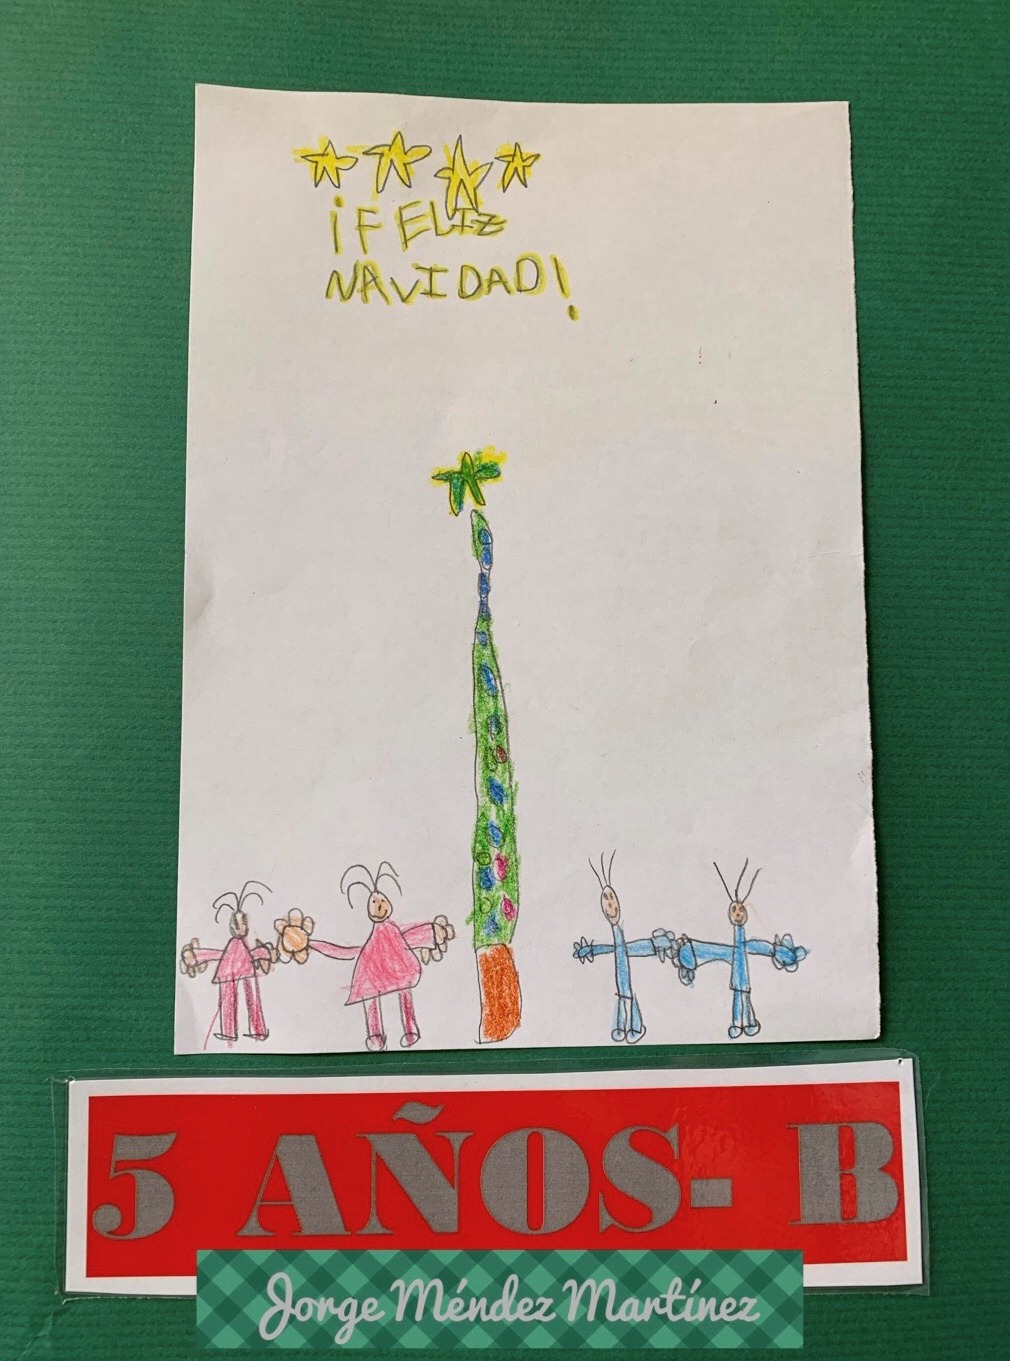 ¡FELIZ
NAVIDAD!
5 AÑOS- B
Jorge Méndez Martínez